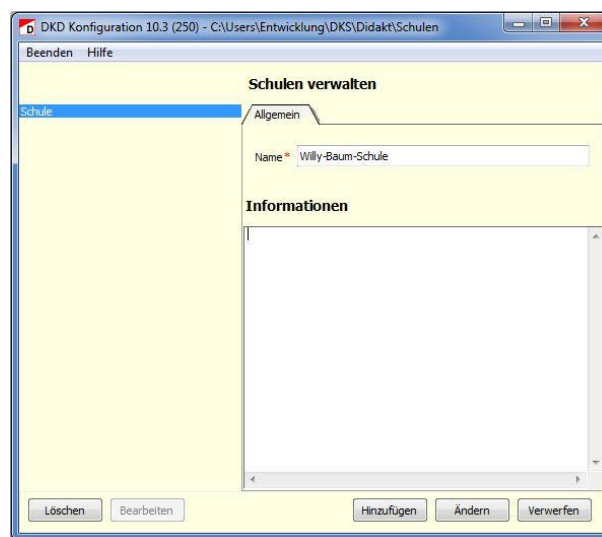 DKD Konfiguration 10.3 (250) - C:\Users\Entwicklung\DKS\Didakt\Schulen
Beenden Hilfe
Schulen verwalten
Schule
Allgemein
Name* Willy-Baum-Schule
Informationen
Löschen Bearbeiten Hinzufügen Ändern Verwerfen